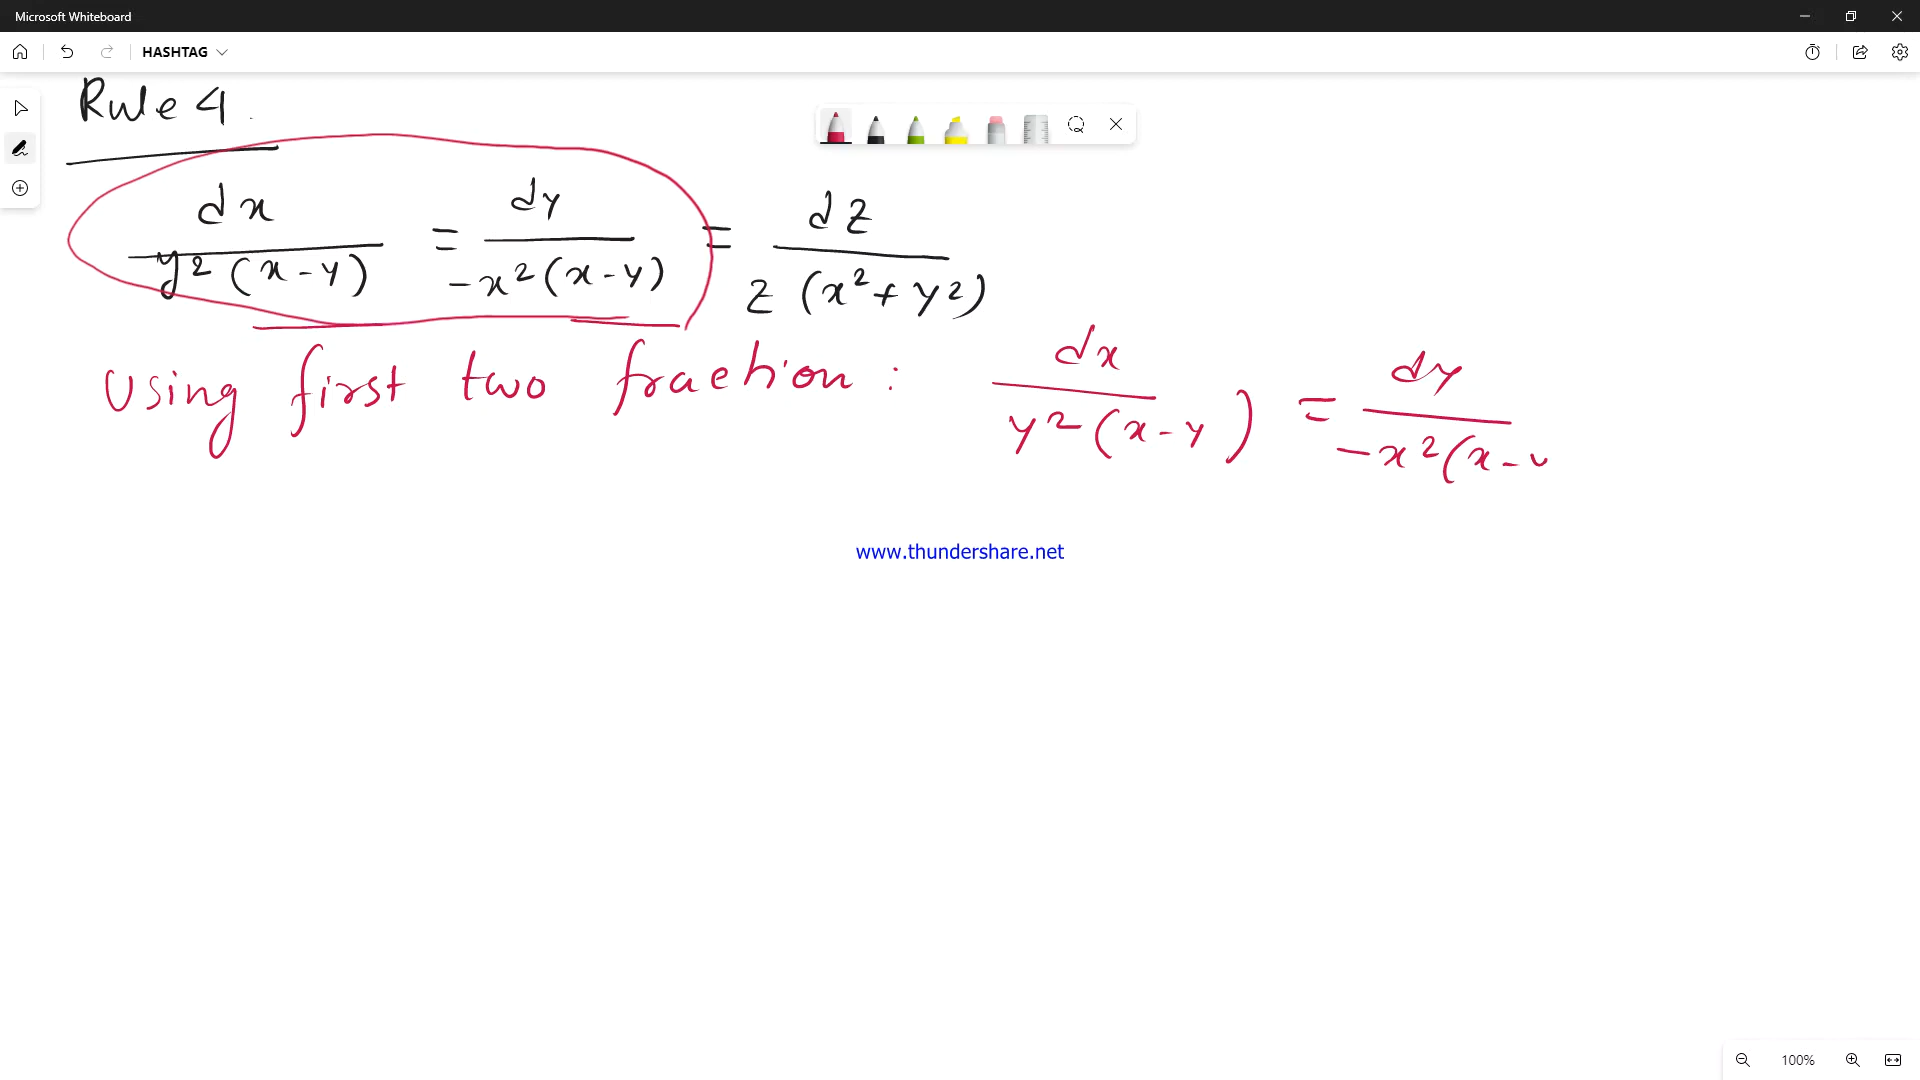 Microsoft Whiteboard
HASHTAG
Rule 4.
dx / y² (x - y) = dy / -x² (x - y) = dz / z (x² + y²)
Using first two fraction : dx / y² (x - y) = dy / -x² (x - y
www.thundershare.net
100%